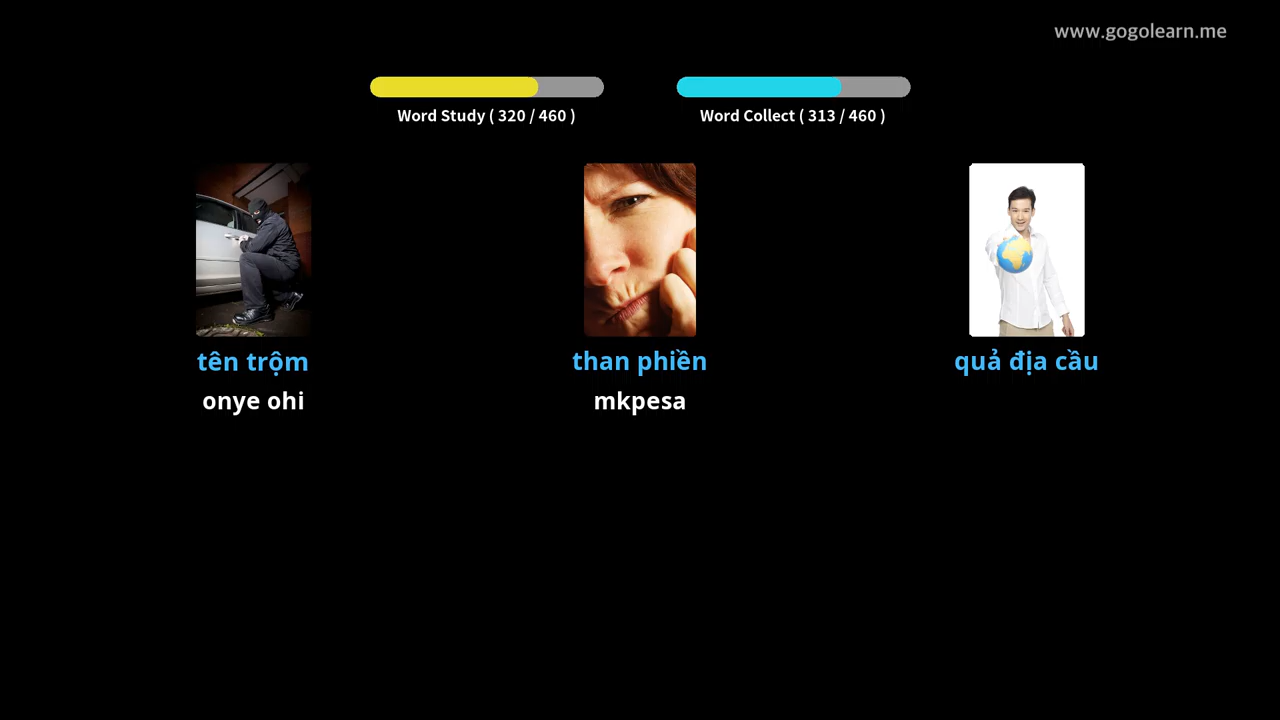 www.gogolearn.me
Word Study ( 320 / 460 )
Word Collect ( 313 / 460 )
tên trộm
than phiền
quả địa cầu
onye ohi
mkpesa